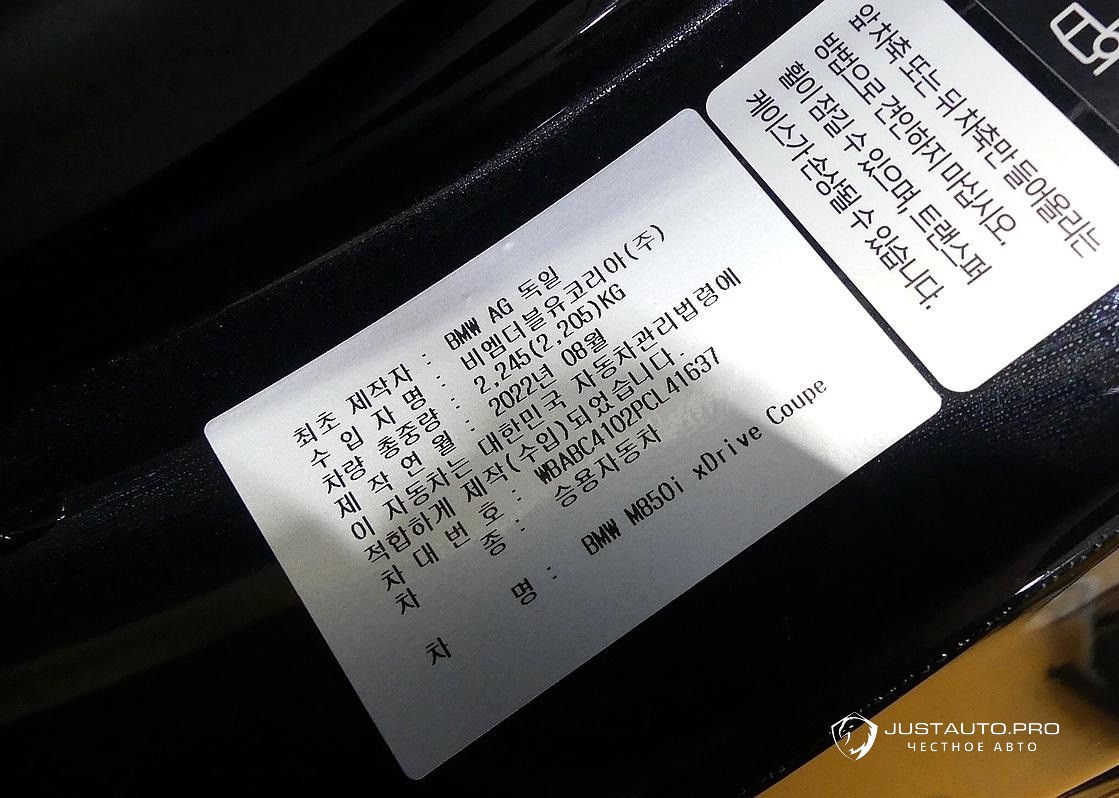 최초 제작자 : BMW AG 독일
수 입 자 명 : 비엠더블유코리아(주)
차량 총중량 : 2,245(2,205)KG
제 작 연 월 : 2022년 08월
이 자동차는 대한민국 자동차관리법령에
적합하게 제작(수입)되었습니다.
차 대 번 호 : WBABC4102PCL41637
차 종 : 승용자동차
차 명 : BMW M850i xDrive Coupe
앞 차축 또는 뒤 차축만 들어올리는
방법으로 견인하지 마십시오.
휠이 잠길 수 있으며, 트랜스퍼
케이스가 손상될 수 있습니다.
JUSTAUTO.PRO
ЧЕСТНОЕ АВТО